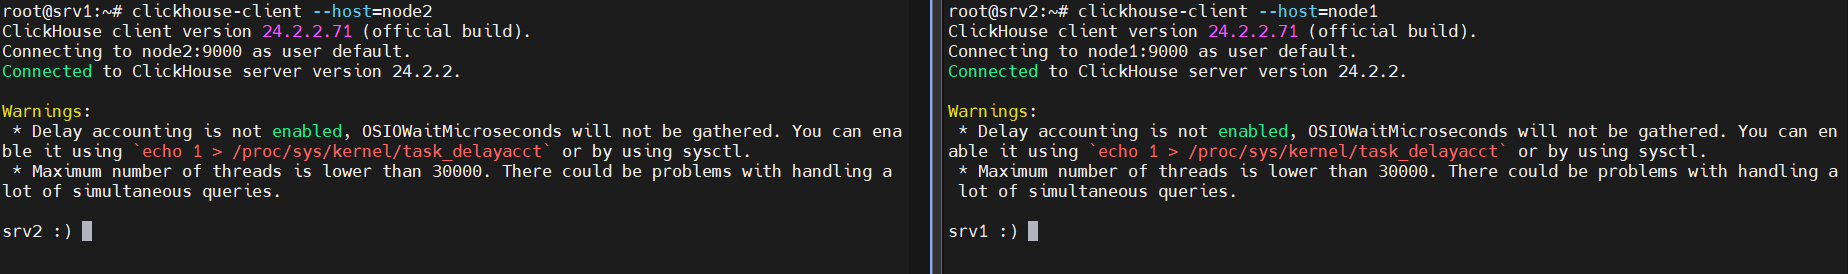 root@srv1:~# clickhouse-client --host=node2
ClickHouse client version 24.2.2.71 (official build).
Connecting to node2:9000 as user default.
Connected to ClickHouse server version 24.2.2.
Warnings:
* Delay accounting is not enabled, OSIOWaitMicroseconds will not be gathered. You can ena
ble it using `echo 1 > /proc/sys/kernel/task_delayacct` or by using sysctl.
* Maximum number of threads is lower than 30000. There could be problems with handling a
lot of simultaneous queries.
srv2 :)
root@srv2:~# clickhouse-client --host=node1
ClickHouse client version 24.2.2.71 (official build).
Connecting to node1:9000 as user default.
Connected to ClickHouse server version 24.2.2.
Warnings:
* Delay accounting is not enabled, OSIOWaitMicroseconds will not be gathered. You can en
able it using `echo 1 > /proc/sys/kernel/task_delayacct` or by using sysctl.
* Maximum number of threads is lower than 30000. There could be problems with handling a
lot of simultaneous queries.
srv1 :)